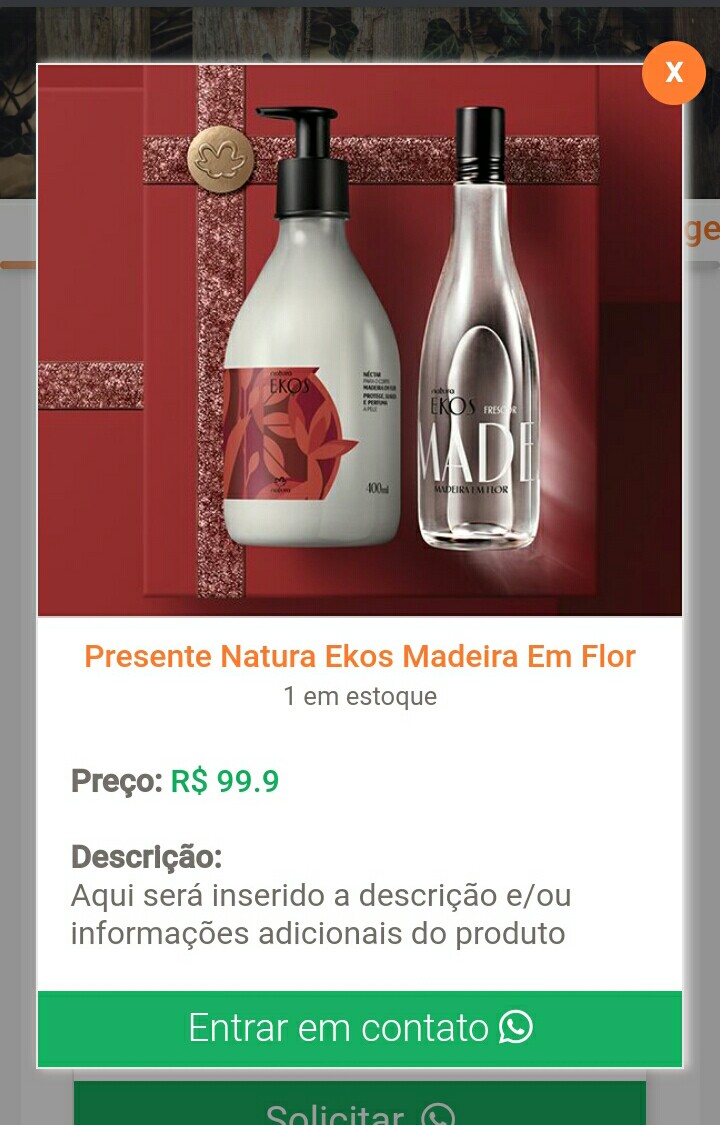 X
ge
natura
EKOS
NÉCTAR
PARA O CORPO
MADEIRA EM FLOR
PROTEGE, SUAVIZA
E PERFUMA
A PELE
natura
400ml
natura
EKOS FRESCOR
MADE
MADEIRA EM FLOR
Presente Natura Ekos Madeira Em Flor
1 em estoque
Preço: R$ 99.9
Descrição:
Aqui será inserido a descrição e/ou
informações adicionais do produto
Entrar em contato
Solicitar